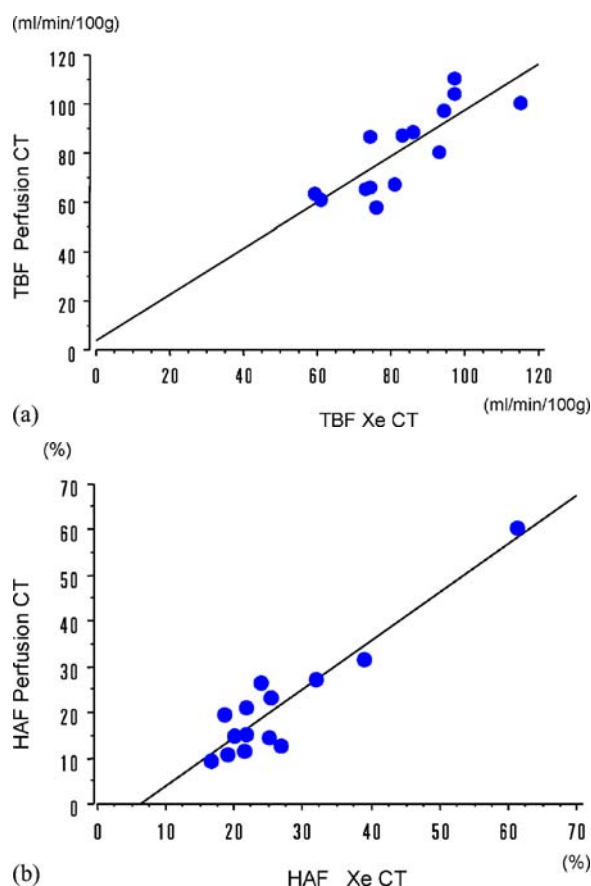 (ml/min/100g)
TBF Perfusion CT
120
100
80
60
40
20
0
0 20 40 60 80 100 120
TBF Xe CT
(ml/min/100g)
(a)
(%)
HAF Perfusion CT
70
60
50
40
30
20
10
0
0 10 20 30 40 50 60 70
(%)
HAF Xe CT
(b)